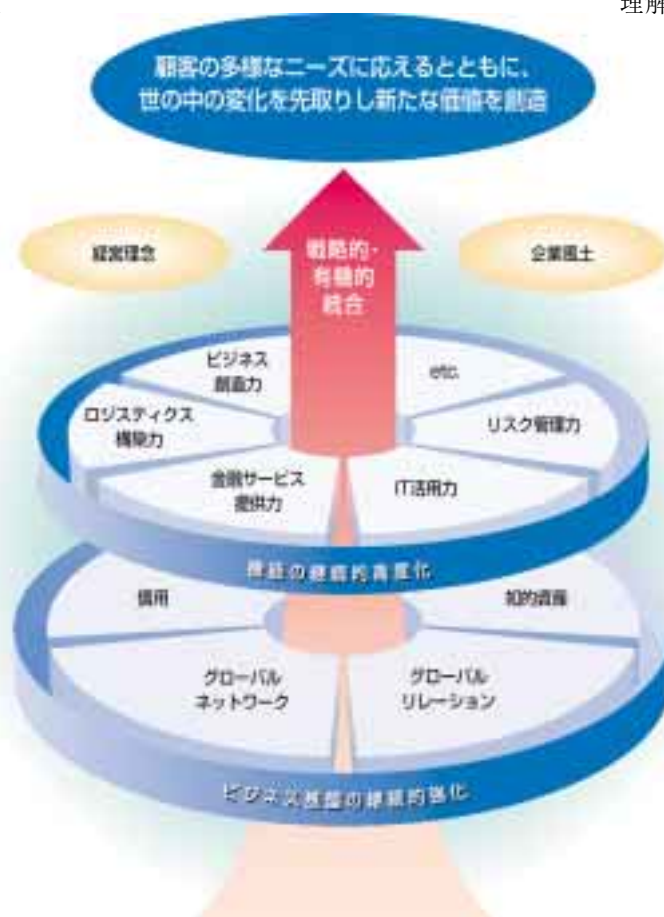 理解
顧客の多様なニーズに応えるとともに、
世の中の変化を先取りし新たな価値を創造
経営理念
企業風土
戦略的・
有機的
統合
ビジネス
創造力
etc.
ロジスティクス
構築力
リスク管理力
金融サービス
提供力
IT活用力
機能の継続的高度化
信用
知的資産
グローバル
ネットワーク
グローバル
リレーション
ビジネス基盤の継続的強化